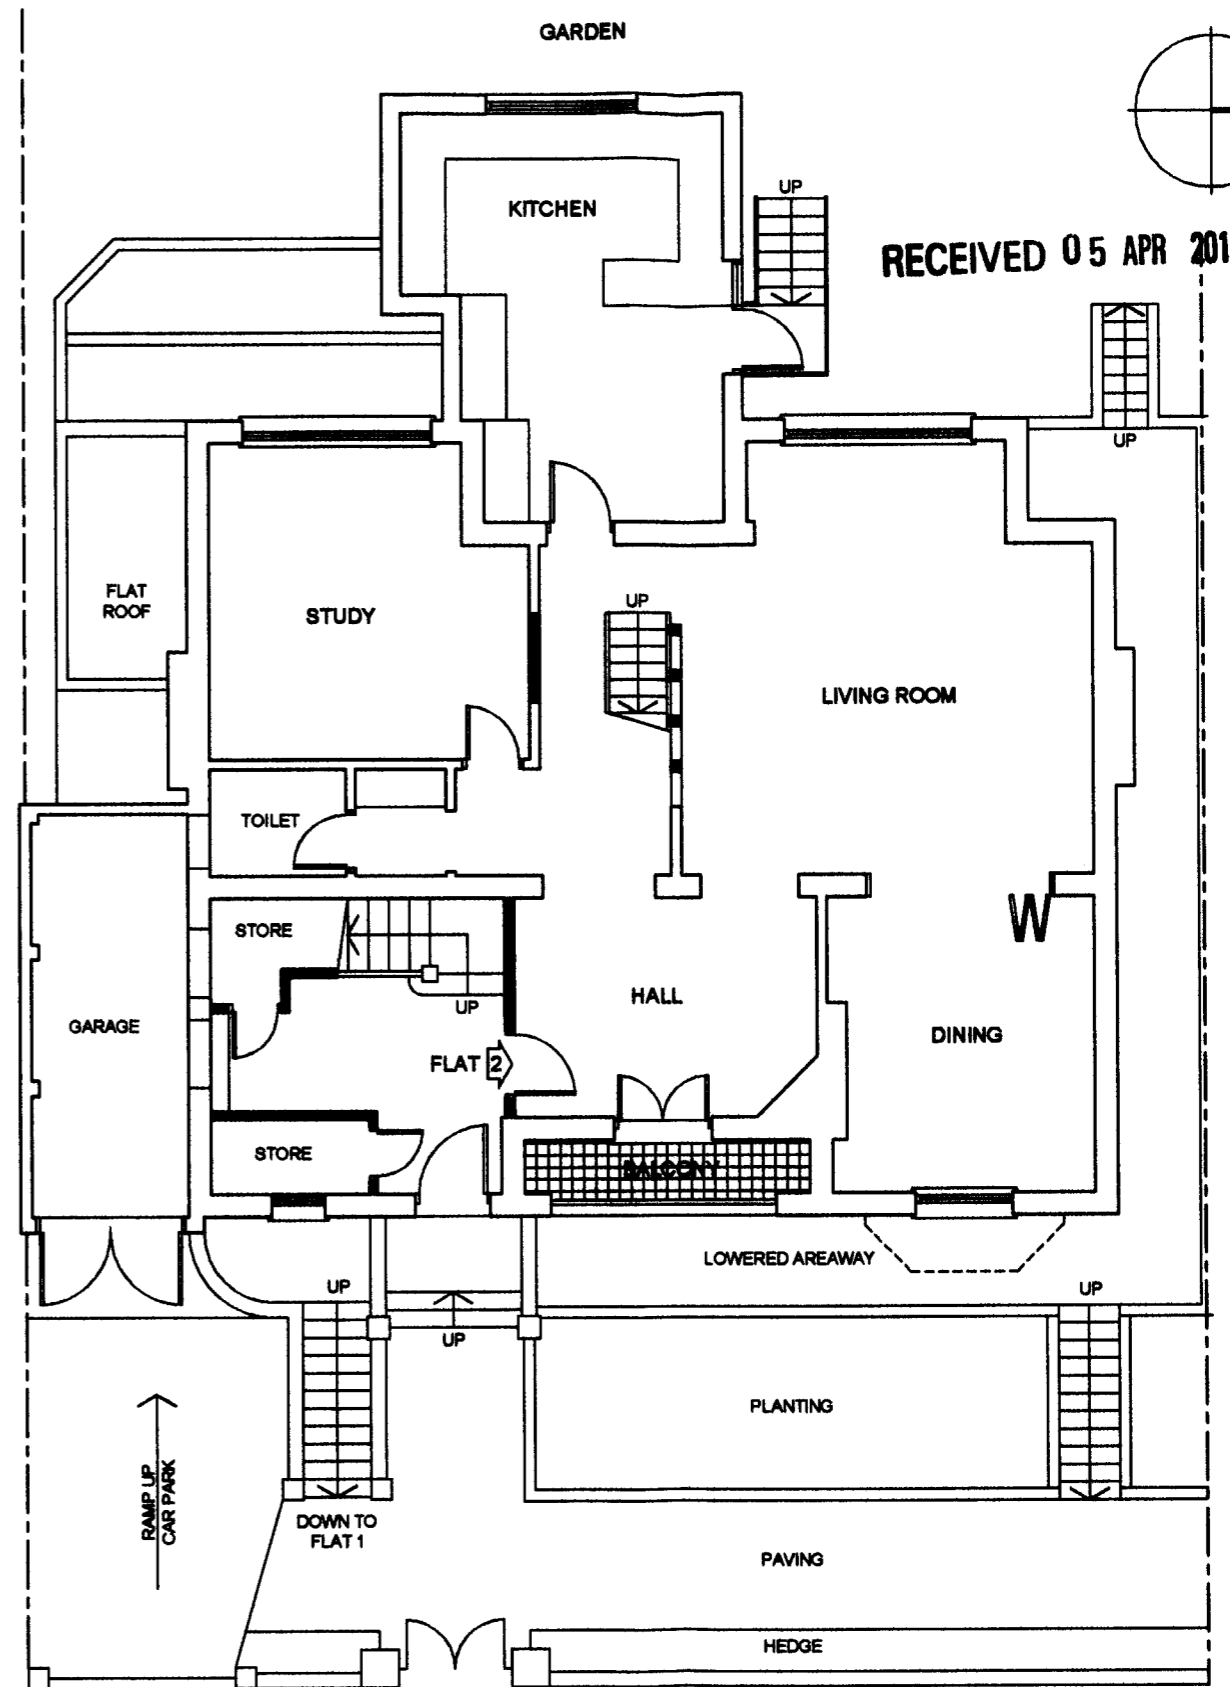 GARDEN
KITCHEN
UP
RECEIVED 05 APR 201
UP
FLAT
ROOF
STUDY
UP
LIVING ROOM
TOILET
STORE
W
HALL
UP
GARAGE
DINING
FLAT 2
STORE
BALCONY
LOWERED AREAWAY
UP
UP
UP
PLANTING
RAMP UP
CAR PARK
DOWN TO
FLAT 1
PAVING
HEDGE